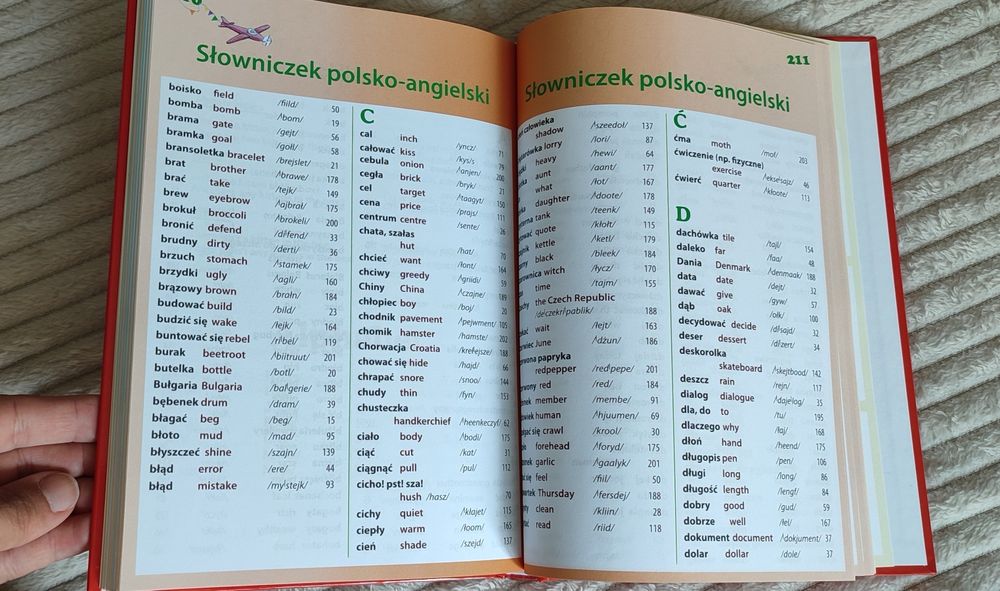 Słowniczek polsko-angielski
boisko field /fiild/ 50
bomba bomb /bom/ 19
brama gate /gejt/ 56
bramka goal /goll/ 58
bransoletka bracelet /brejslet/ 21
brat brother /brawe/ 178
brać take /tejk/ 149
brew eyebrow /ajbrał/ 175
brokuł broccoli /brokeli/ 200
bronić defend /dıfend/ 33
brudny dirty /derti/ 36
brzuch stomach /stamek/ 175
brzydki ugly /agli/ 160
brązowy brown /brałn/ 184
budować build /bild/ 23
budzić się wake /łejk/ 164
buntować się rebel /rıbel/ 119
burak beetroot /biitruut/ 201
butelka bottle /botl/ 20
Bułgaria Bulgaria /balgerie/ 188
bębenek drum /dram/ 39
błagać beg /beg/ 15
błoto mud /mad/ 95
błyszczeć shine /szajn/ 139
błąd error /ere/ 44
błąd mistake /mystejk/ 93
C
cal inch /yncz/ 71
całować kiss /kys/s 79
cebula onion /anjen/ 200
cegła brick /bryk/ 21
cel target /taagyt/ 150
cena price /prajs/ 111
centrum centre /sente/ 26
chata, szałas
hut /hat/ 70
chcieć want /łont/ 164
chciwy greedy /griidi/ 59
Chiny China /czajne/ 189
chłopiec boy /boj/ 20
chodnik pavement /pejwment/ 105
chomik hamster /hamste/ 202
Chorwacja Croatia /krełejsze/ 188
chować się hide /hajd/ 66
chrapać snore /snoo/ 144
chudy thin /fyn/ 153
chusteczka
handkerchief /heenkeczyf/ 62
ciało body /bodi/ 175
ciąć cut /kat/ 31
ciągnąć pull /pul/ 112
cicho! pst! sza!
hush /hasz/ 70
cichy quiet /kłajet/ 115
ciepły warm /łoom/ 165
cień shade /szejd/ 137
211
Słowniczek polsko-angielski
człowieka
shadow /szeedoł/ 137
lorry /lori/ 87
heavy /hewi/ 64
aunt /aant/ 177
what /łot/ 167
daughter /doote/ 178
tank /teenk/ 149
quote /kłołt/ 115
kettle /ketl/ 179
black /bleek/ 184
witch /łycz/ 170
time /tajm/ 155
the Czech Republic
/de czekrıpablik/ 188
wait /łejt/ 163
June /dżun/ 186
papryka
redpepper /redpepe/ 201
red /red/ 184
member /membe/ 91
human /hjuumen/ 69
się crawl /krool/ 30
forehead /foryd/ 175
garlic /gaalyk/ 201
feel /fiil/ 50
Thursday /fersdej/ 188
clean /kliin/ 28
read /riid/ 118
Ć
ćma moth /mof/ 203
ćwiczenie (np. fizyczne)
exercise /eksesajz/ 46
ćwierć quarter /kłoote/ 113
D
dachówka tile /tajl/ 154
daleko far /faa/ 48
Dania Denmark /denmaak/ 188
data date /dejt/ 32
dawać give /gyw/ 57
dąb oak /ołk/ 100
decydować decide /dısajd/ 32
deser dessert /dızert/ 34
deskorolka
skateboard /skejtbood/ 142
deszcz rain /rejn/ 117
dialog dialogue /dajelog/ 35
dla, do to /tu/ 195
dlaczego why /łaj/ 168
dłoń hand /heend/ 175
długopis pen /pen/ 106
długi long /long/ 86
długość length /lengf/ 84
dobry good /gud/ 59
dobrze well /łel/ 167
dokument document /dokjument/ 37
dolar dollar /dole/ 37